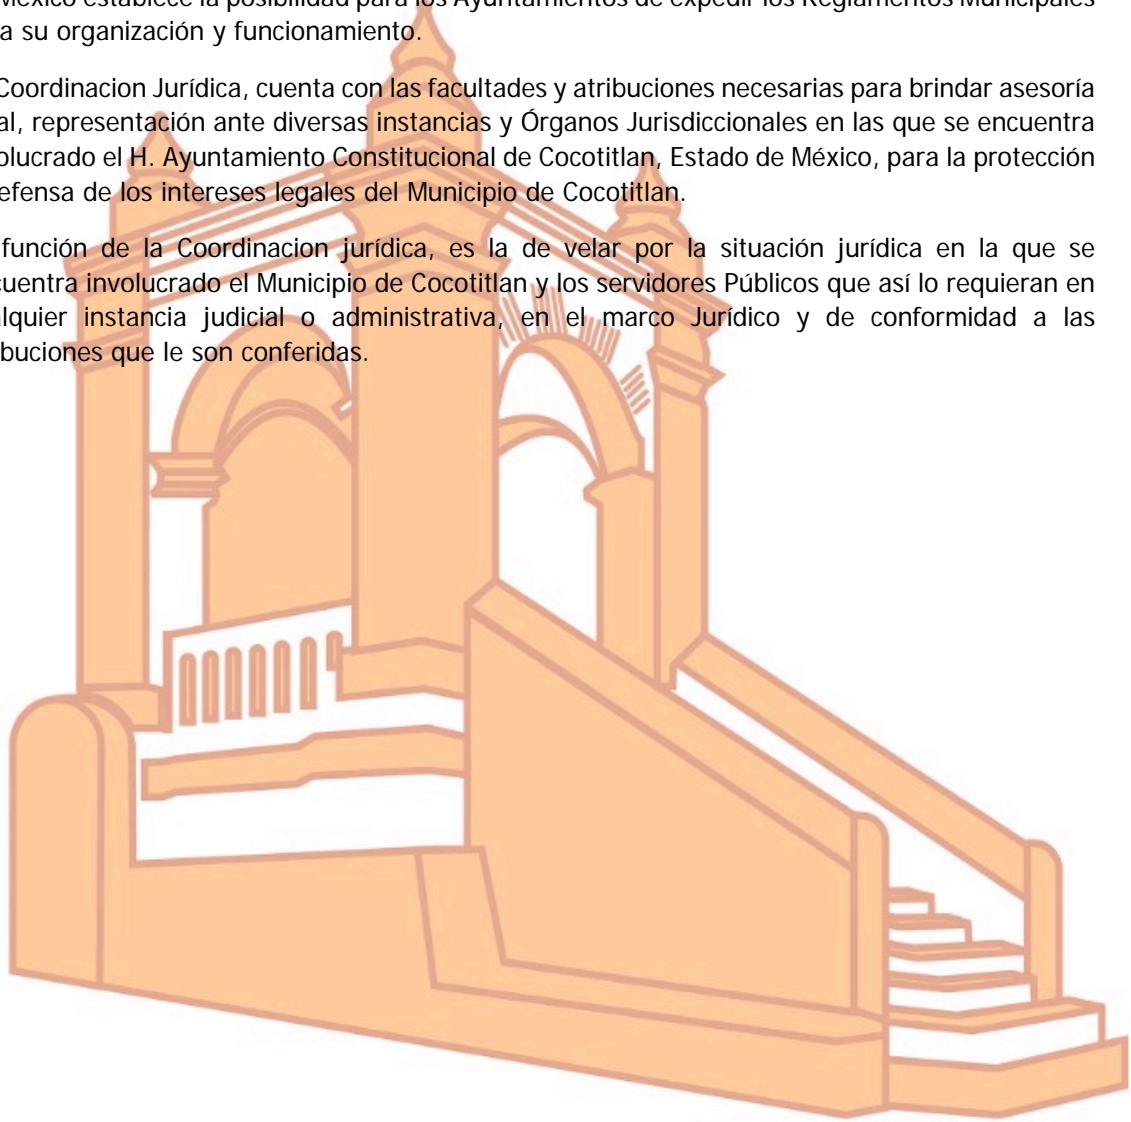 México establece la posibilidad para los Ayuntamientos de expedir los Reglamentos Municipales
a su organización y funcionamiento.
Coordinacion Jurídica, cuenta con las facultades y atribuciones necesarias para brindar asesoría
al, representación ante diversas instancias y Órganos Jurisdiccionales en las que se encuentra
olucrado el H. Ayuntamiento Constitucional de Cocotitlan, Estado de México, para la protección
efensa de los intereses legales del Municipio de Cocotitlan.
función de la Coordinacion jurídica, es la de velar por la situación jurídica en la que se
cuentra involucrado el Municipio de Cocotitlan y los servidores Públicos que así lo requieran en
lquier instancia judicial o administrativa, en el marco Jurídico y de conformidad a las
buciones que le son conferidas.